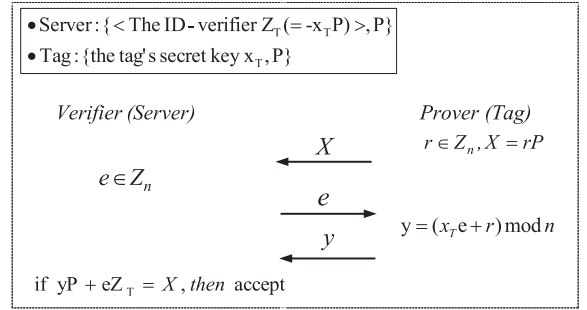 • Server : {< The ID - verifier Z_T (= -x_T P) >, P}
• Tag : {the tag's secret key x_T, P}
Verifier (Server) Prover (Tag)
r ∈ Z_n, X = rP
X
e ∈ Z_n
e
y = (x_T e + r) mod n
y
if yP + eZ_T = X, then accept